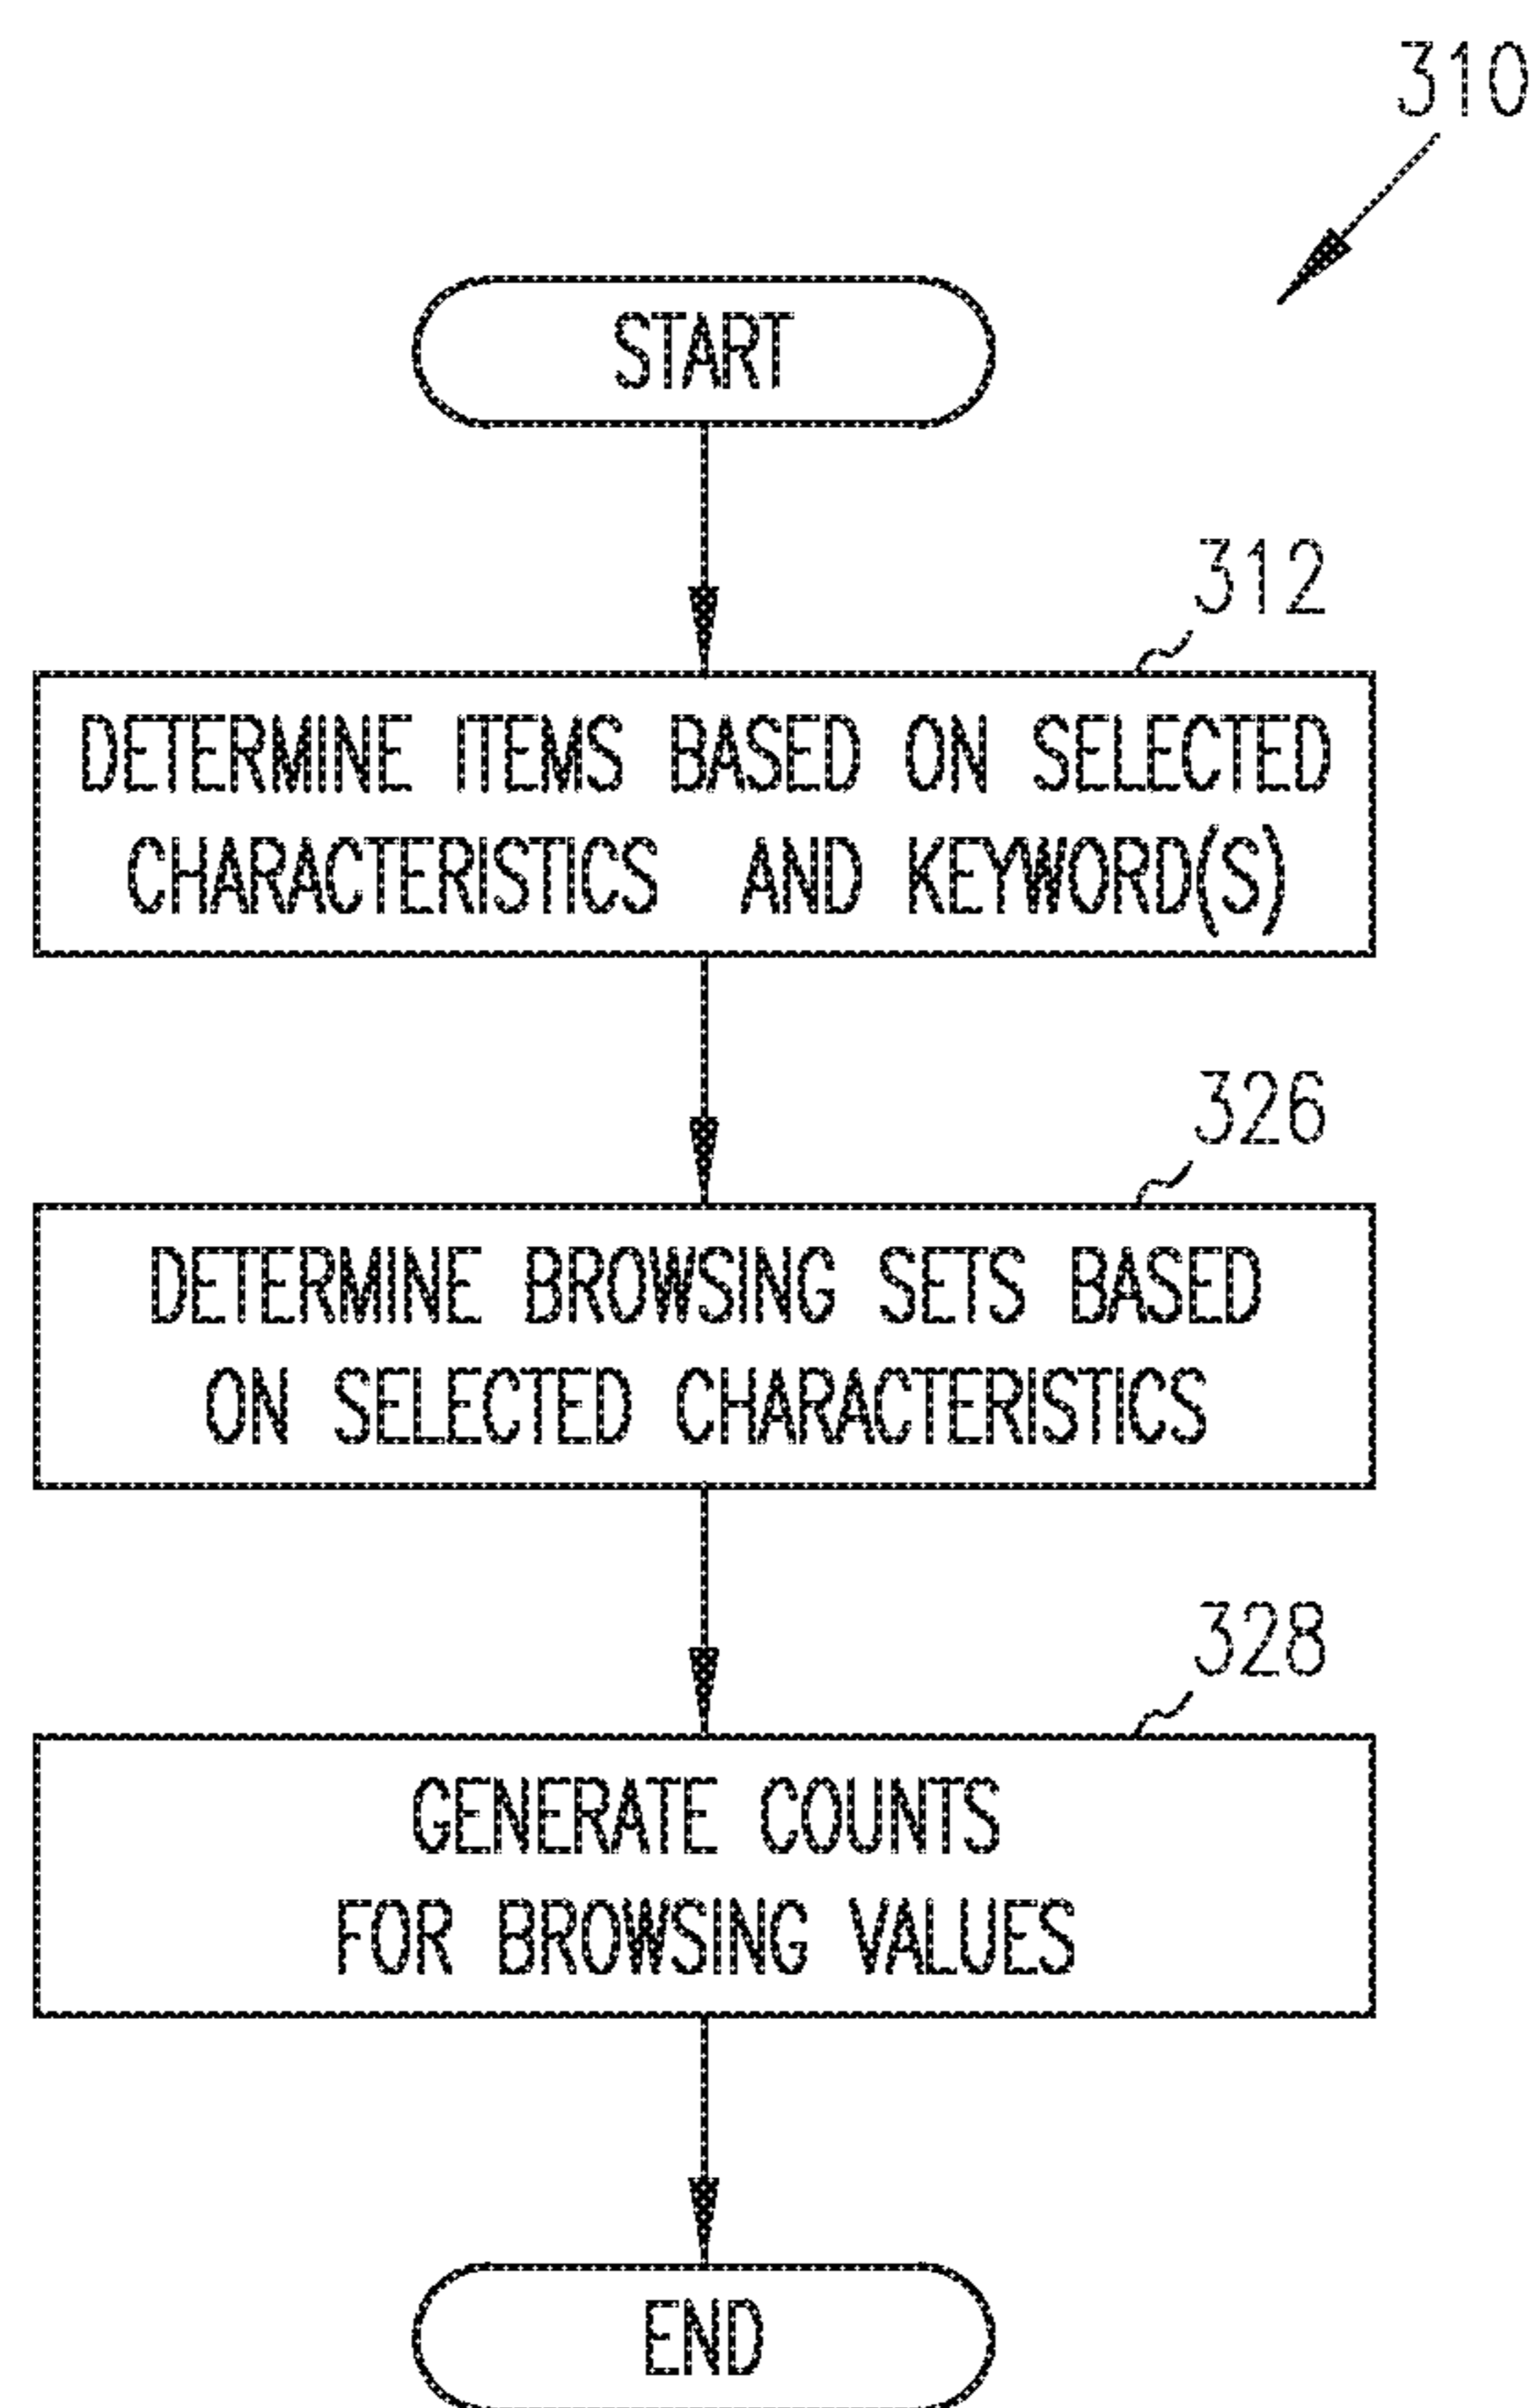 310
START
312
DETERMINE ITEMS BASED ON SELECTED
CHARACTERISTICS AND KEYWORD(S)
326
DETERMINE BROWSING SETS BASED
ON SELECTED CHARACTERISTICS
328
GENERATE COUNTS
FOR BROWSING VALUES
END